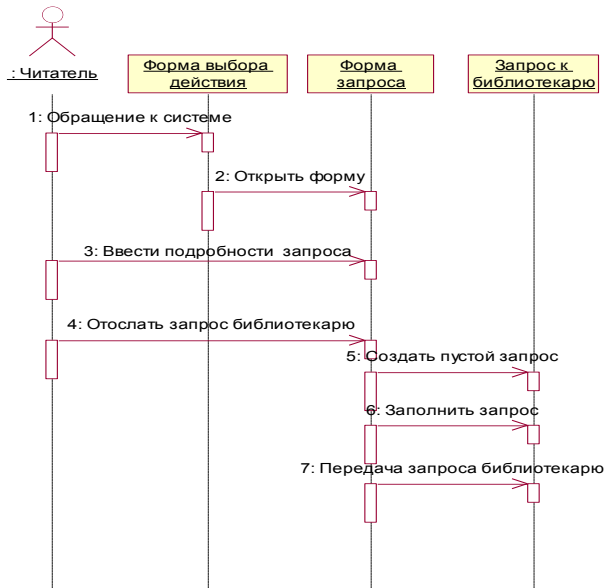 : Читатель
Форма выбора
действия
Форма
запроса
Запрос к
библиотекарю
1: Обращение к системе
2: Открыть форму
3: Ввести подробности запроса
4: Отослать запрос библиотекарю
5: Создать пустой запрос
6: Заполнить запрос
7: Передача запроса библиотекарю